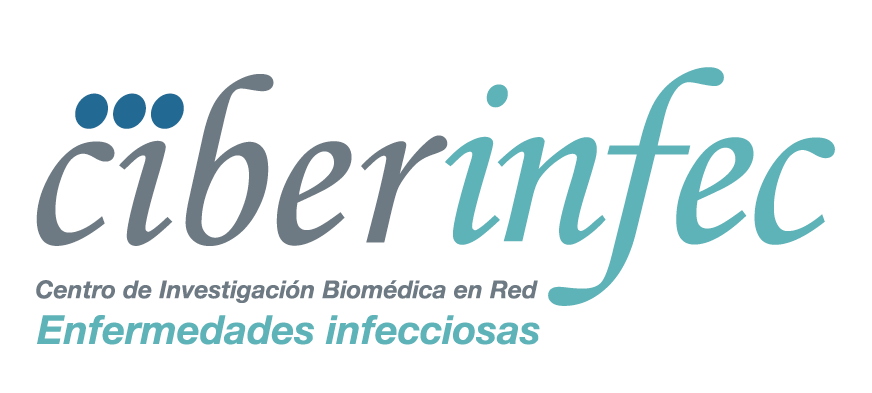 ciberinfec
Centro de Investigación Biomédica en Red
Enfermedades infecciosas